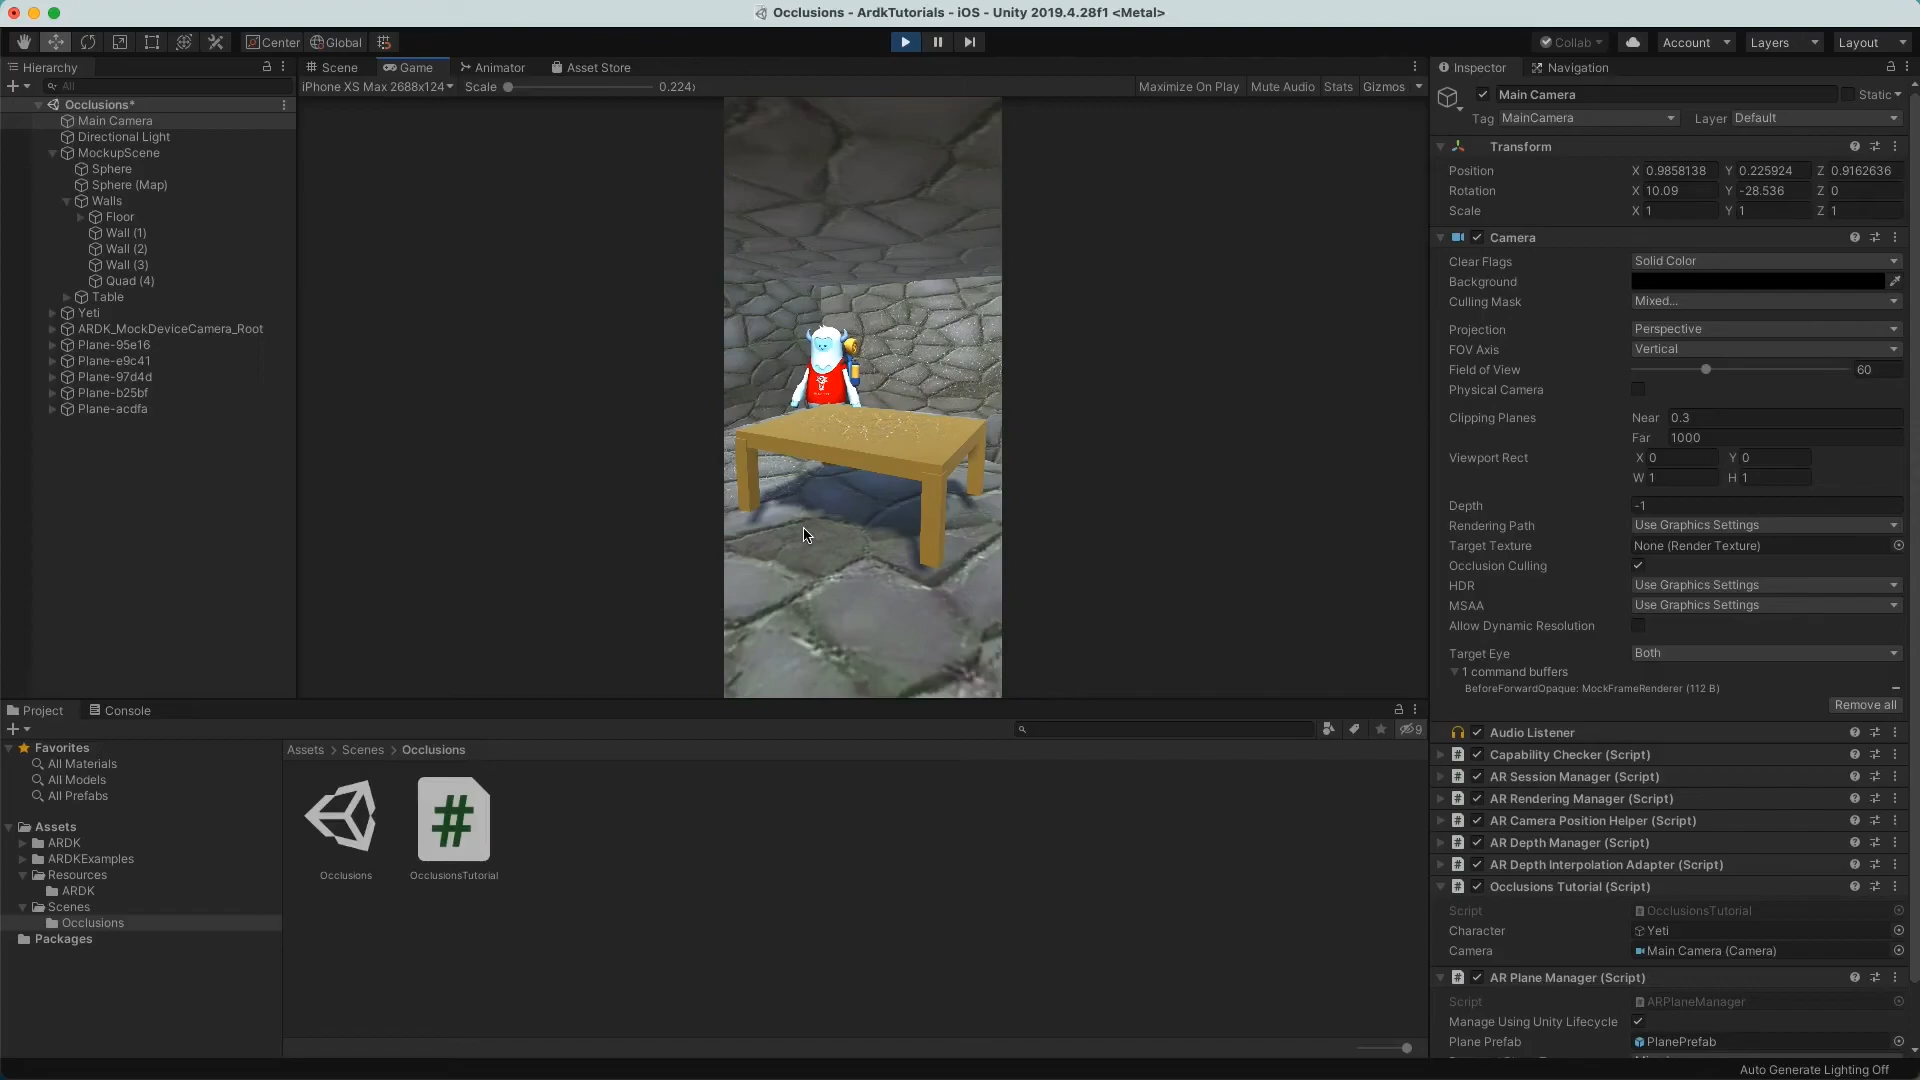 Occlusions - ArdkTutorials - iOS - Unity 2019.4.28f1 <Metal>
Center
Global
Collab
Account
Layers
Layout
Hierarchy
All
Occlusions*
Main Camera
Directional Light
MockupScene
Sphere
Sphere (Map)
Walls
Floor
Wall (1)
Wall (2)
Wall (3)
Quad (4)
Table
Yeti
ARDK_MockDeviceCamera_Root
Plane-95e16
Plane-e9c41
Plane-97d4d
Plane-b25bf
Plane-acdfa
Scene
Game
Animator
Asset Store
iPhone XS Max 2688x124
Scale
0.224
Maximize On Play
Mute Audio
Stats
Gizmos
Inspector
Navigation
Main Camera
Static
Tag MainCamera
Layer Default
Transform
Position X 0.9858138 Y 0.225924 Z 0.9162636
Rotation X 10.09 Y -28.536 Z 0
Scale X 1 Y 1 Z 1
Camera
Clear Flags Solid Color
Background
Culling Mask Mixed...
Projection Perspective
FOV Axis Vertical
Field of View 60
Physical Camera
Clipping Planes Near 0.3
Far 1000
Viewport Rect X 0 Y 0
W 1 H 1
Depth -1
Rendering Path Use Graphics Settings
Target Texture None (Render Texture)
Occlusion Culling
HDR Use Graphics Settings
MSAA Use Graphics Settings
Allow Dynamic Resolution
Target Eye Both
1 command buffers
BeforeForwardOpaque: MockFrameRenderer (112 B)
Remove all
Audio Listener
Capability Checker (Script)
AR Session Manager (Script)
AR Rendering Manager (Script)
AR Camera Position Helper (Script)
AR Depth Manager (Script)
AR Depth Interpolation Adapter (Script)
Occlusions Tutorial (Script)
Script OcclusionsTutorial
Character Yeti
Camera Main Camera (Camera)
AR Plane Manager (Script)
Script ARPlaneManager
Manage Using Unity Lifecycle
Plane Prefab PlanePrefab
Project
Console
9
Favorites
All Materials
All Models
All Prefabs
Assets
ARDK
ARDKExamples
Resources
ARDK
Scenes
Occlusions
Packages
Assets > Scenes > Occlusions
Occlusions
OcclusionsTutorial
Auto Generate Lighting Off